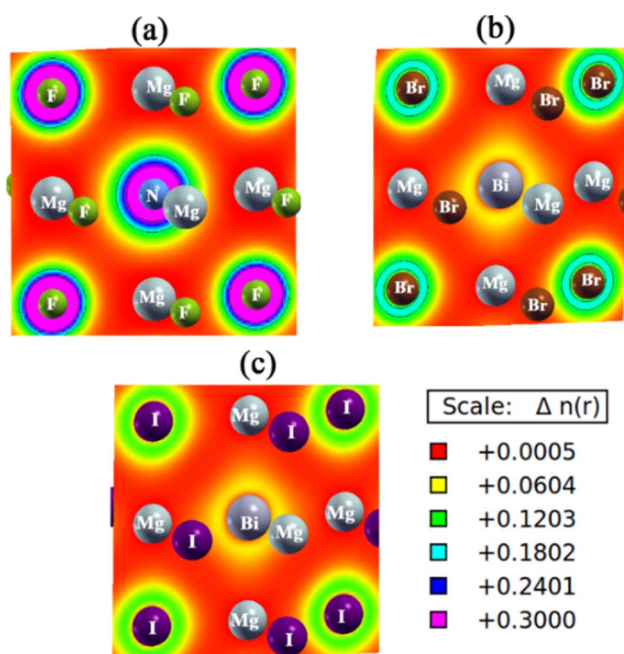 (a)
(b)
F Mg F F
Mg F N Mg Mg F
F Mg F F
Br Mg Br Br
Mg Br Bi Mg Mg
Br Mg Br Br
(c)
I Mg I I
Mg I Bi Mg Mg
I Mg I I
Scale: Δ n(r)
+0.0005
+0.0604
+0.1203
+0.1802
+0.2401
+0.3000